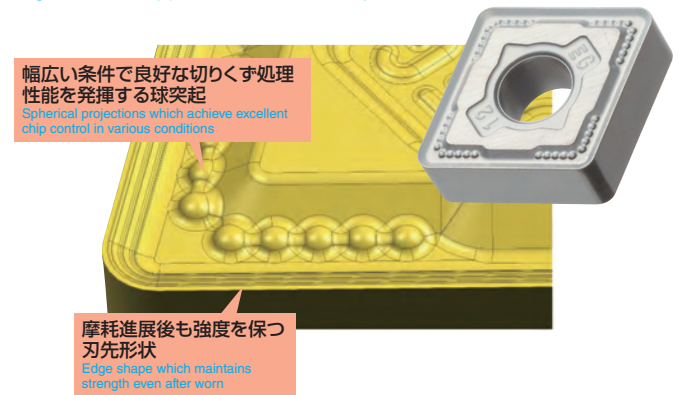 幅広い条件で良好な切りくず処理
性能を発揮する球突起
Spherical projections which achieve excellent
chip control in various conditions
摩耗進展後も強度を保つ
刃先形状
Edge shape which maintains
strength even after worn
12